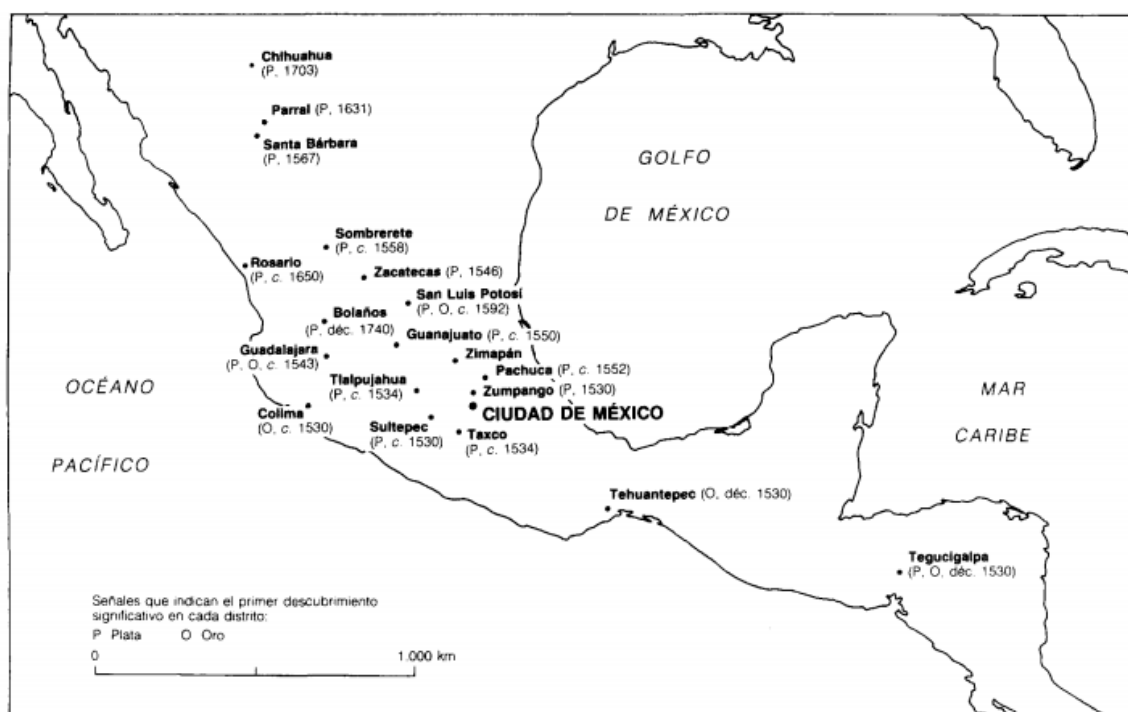 Chihuahua
(P, 1703)
Parral (P, 1631)
Santa Bárbara
(P, 1567)
GOLFO
DE MÉXICO
Sombrerete
(P, c. 1558)
Rosario
(P, c. 1650)
Zacatecas (P, 1546)
San Luis Potosí
(P, O, c. 1592)
Bolaños
(P, déc. 1740)
Guanajuato (P, c. 1550)
Guadalajara
(P, O, c. 1543)
Zimapán
Pachuca (P, c. 1552)
Tlalpujahua
(P, c. 1534)
Zumpango (P, 1530)
OCÉANO
PACÍFICO
MAR
CARIBE
Colima
(O, c. 1530)
CIUDAD DE MÉXICO
Sultepec
(P, c. 1530)
Taxco
(P, c. 1534)
Tehuantepec (O, déc. 1530)
Tegucigalpa
(P, O, déc. 1530)
Señales que indican el primer descubrimiento
significativo en cada distrito:
P Plata O Oro
0 1.000 km